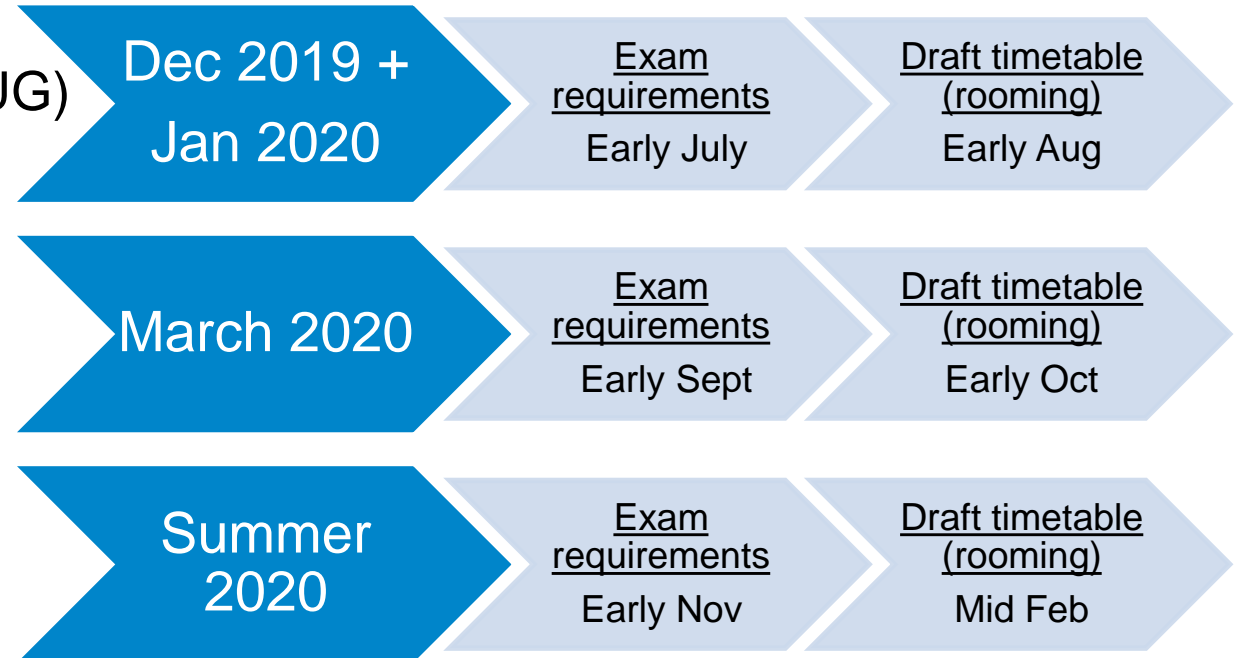 UG)
Dec 2019 +
Jan 2020
Exam
requirements
Early July
Draft timetable
(rooming)
Early Aug
March 2020
Exam
requirements
Early Sept
Draft timetable
(rooming)
Early Oct
Summer
2020
Exam
requirements
Early Nov
Draft timetable
(rooming)
Mid Feb